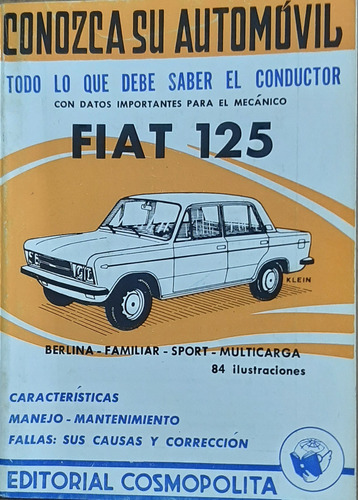 CONOZCA SU AUTOMÓVIL
TODO LO QUE DEBE SABER EL CONDUCTOR
CON DATOS IMPORTANTES PARA EL MECÁNICO
FIAT 125
KLEIN
BERLINA - FAMILIAR - SPORT - MULTICARGA
84 ilustraciones
CARACTERÍSTICAS
MANEJO - MANTENIMIENTO
FALLAS: SUS CAUSAS Y CORRECCIÓN
EDITORIAL COSMOPOLITA